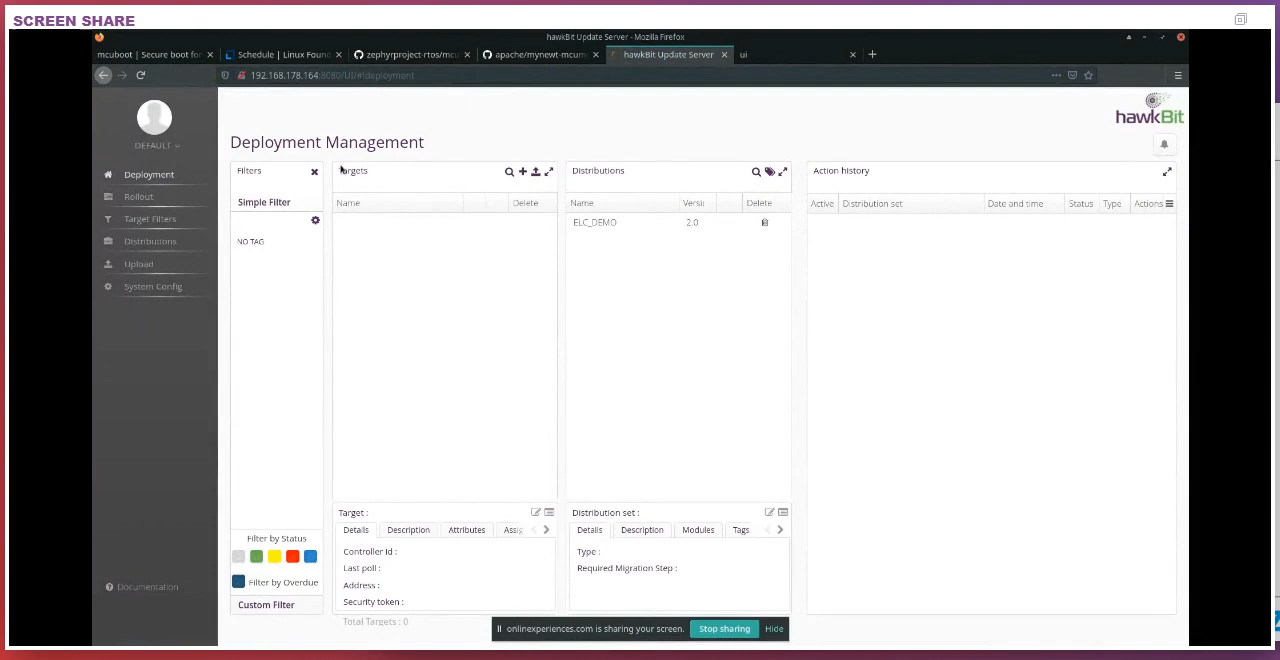 SCREEN SHARE
hawkBit Update Server - Mozilla Firefox
mcuboot | Secure boot for
Schedule | Linux Found
zephyrproject-rtos/mcu
apache/mynewt-mcum
hawkBit Update Server
ui
192.168.178.164:8080/UI/#!deployment
hawkBit
DEFAULT
Deployment
Rollout
Target Filters
Distributions
Upload
System Config
Documentation
Deployment Management
Filters
Simple Filter
NO TAG
Filter by Status
Filter by Overdue
Custom Filter
Targets
Name Delete
Target :
Details Description Attributes Assig
Controller Id :
Last poll :
Address :
Security token :
Total Targets : 0
Distributions
Name Versi Delete
ELC_DEMO 2.0
Distribution set :
Details Description Modules Tags
Type :
Required Migration Step :
Action history
Active Distribution set Date and time Status Type Actions
onlinexperiences.com is sharing your screen. Stop sharing Hide